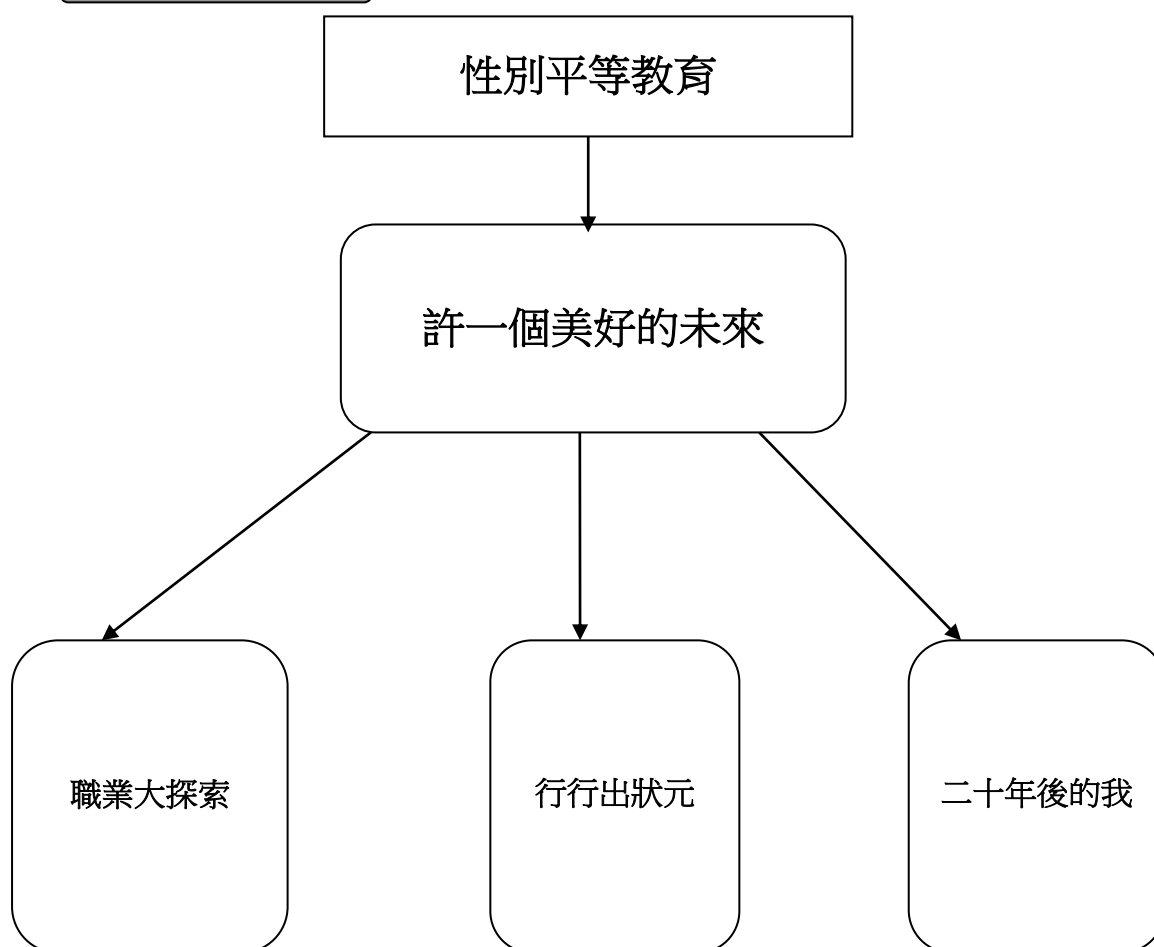 性別平等教育
許一個美好的未來
職業大探索
行行出狀元
二十年後的我